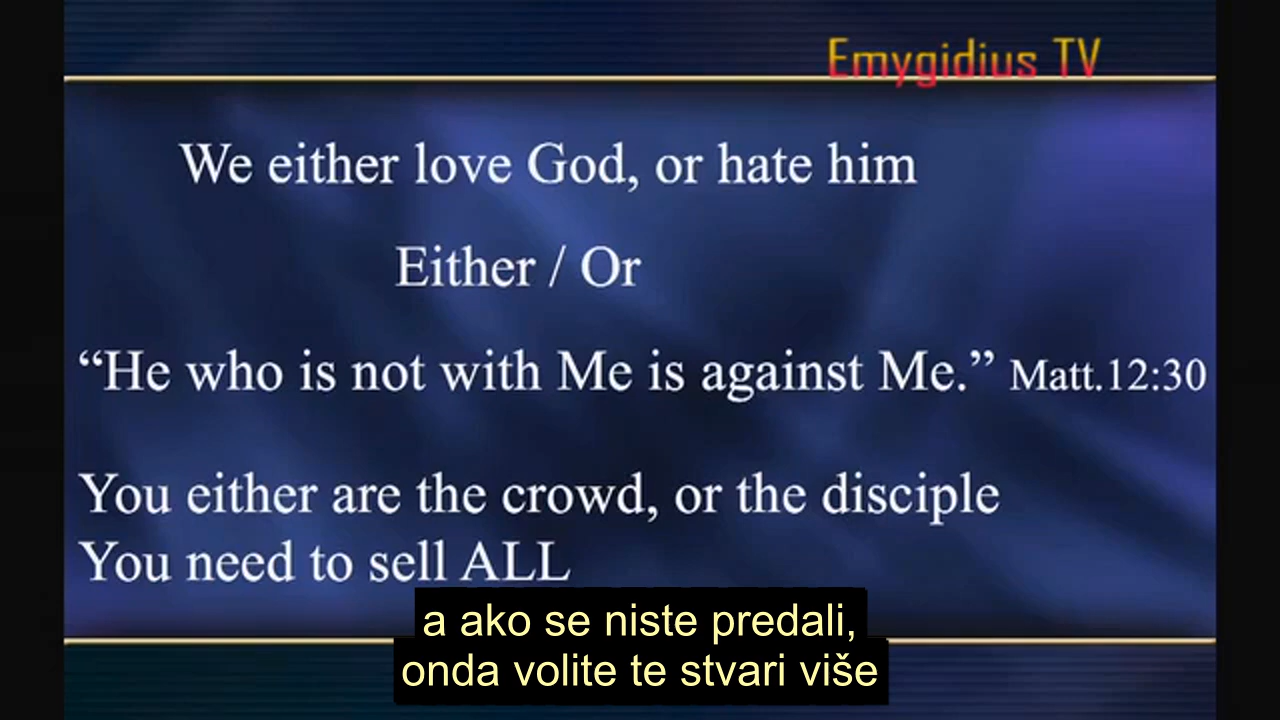 Emygidius TV
We either love God, or hate him
Either / Or
“He who is not with Me is against Me.” Matt.12:30
You either are the crowd, or the disciple
You need to sell ALL
a ako se niste predali,
onda volite te stvari više